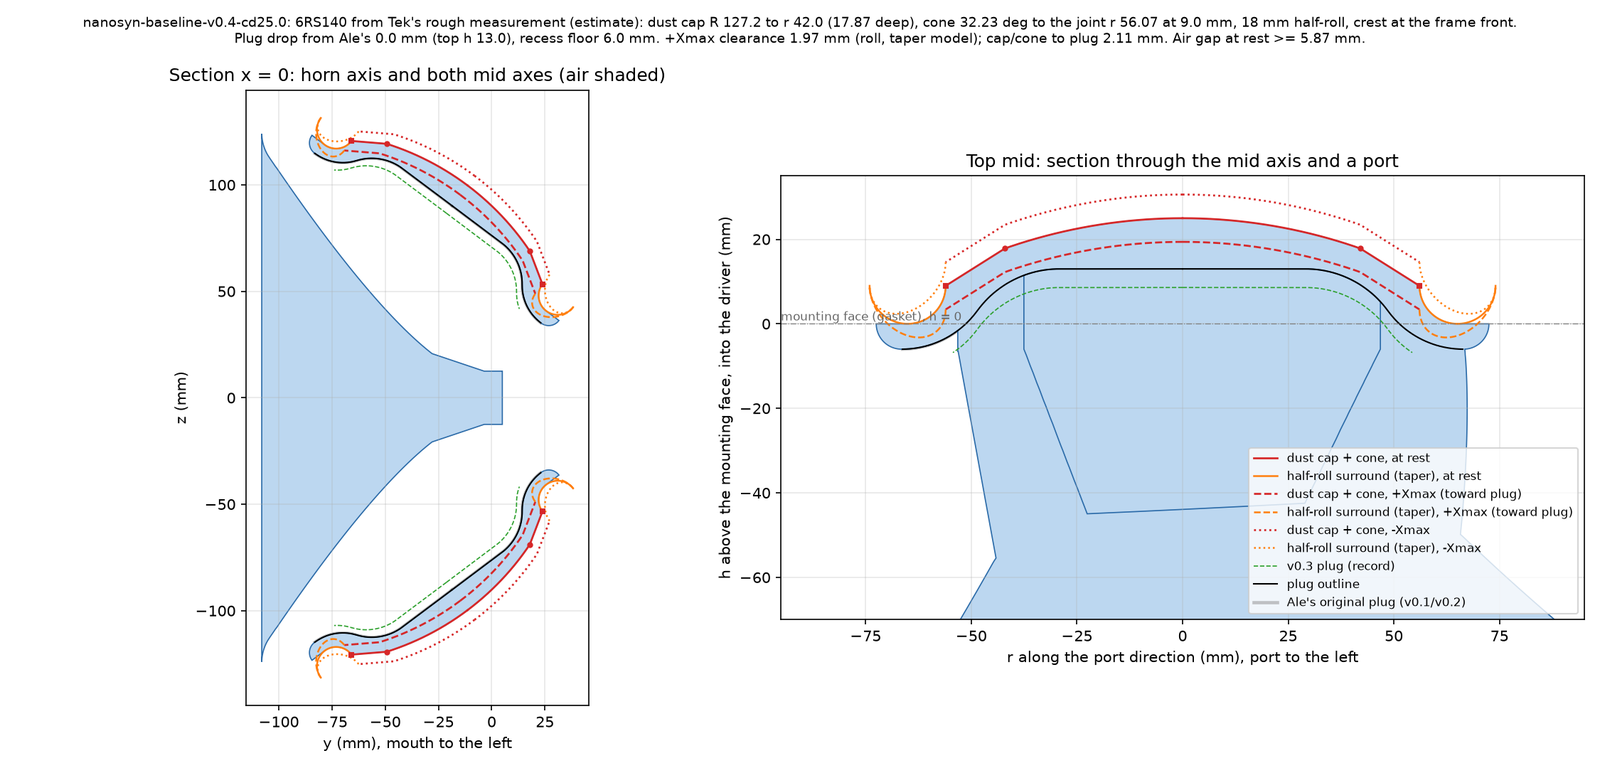 nanosyn-baseline-v0.4-cd25.0: 6RS140 from Tek's rough measurement (estimate): dust cap R 127.2 to r 42.0 (17.87 deep), cone 32.23 deg to the joint r 56.07 at 9.0 mm, 18 mm half-roll, crest at the frame front.
Plug drop from Ale's 0.0 mm (top h 13.0), recess floor 6.0 mm. +Xmax clearance 1.97 mm (roll, taper model); cap/cone to plug 2.11 mm. Air gap at rest >= 5.87 mm.
Section x = 0: horn axis and both mid axes (air shaded)
100
50
0
−50
−100
z (mm)
−100
−75
−50
−25
0
25
y (mm), mouth to the left
Top mid: section through the mid axis and a port
20
0
−20
−40
−60
h above the mounting face, into the driver (mm)
mounting face (gasket) h = 0
dust cap + cone, at rest
half-roll surround (taper), at rest
dust cap + cone, +Xmax (toward plug)
half-roll surround (taper), +Xmax (toward plug)
dust cap + cone, -Xmax
half-roll surround (taper), -Xmax
v0.3 plug (record)
plug outline
Ale's original plug (v0.1/v0.2)
−75
−50
−25
0
25
50
75
r along the port direction (mm), port to the left